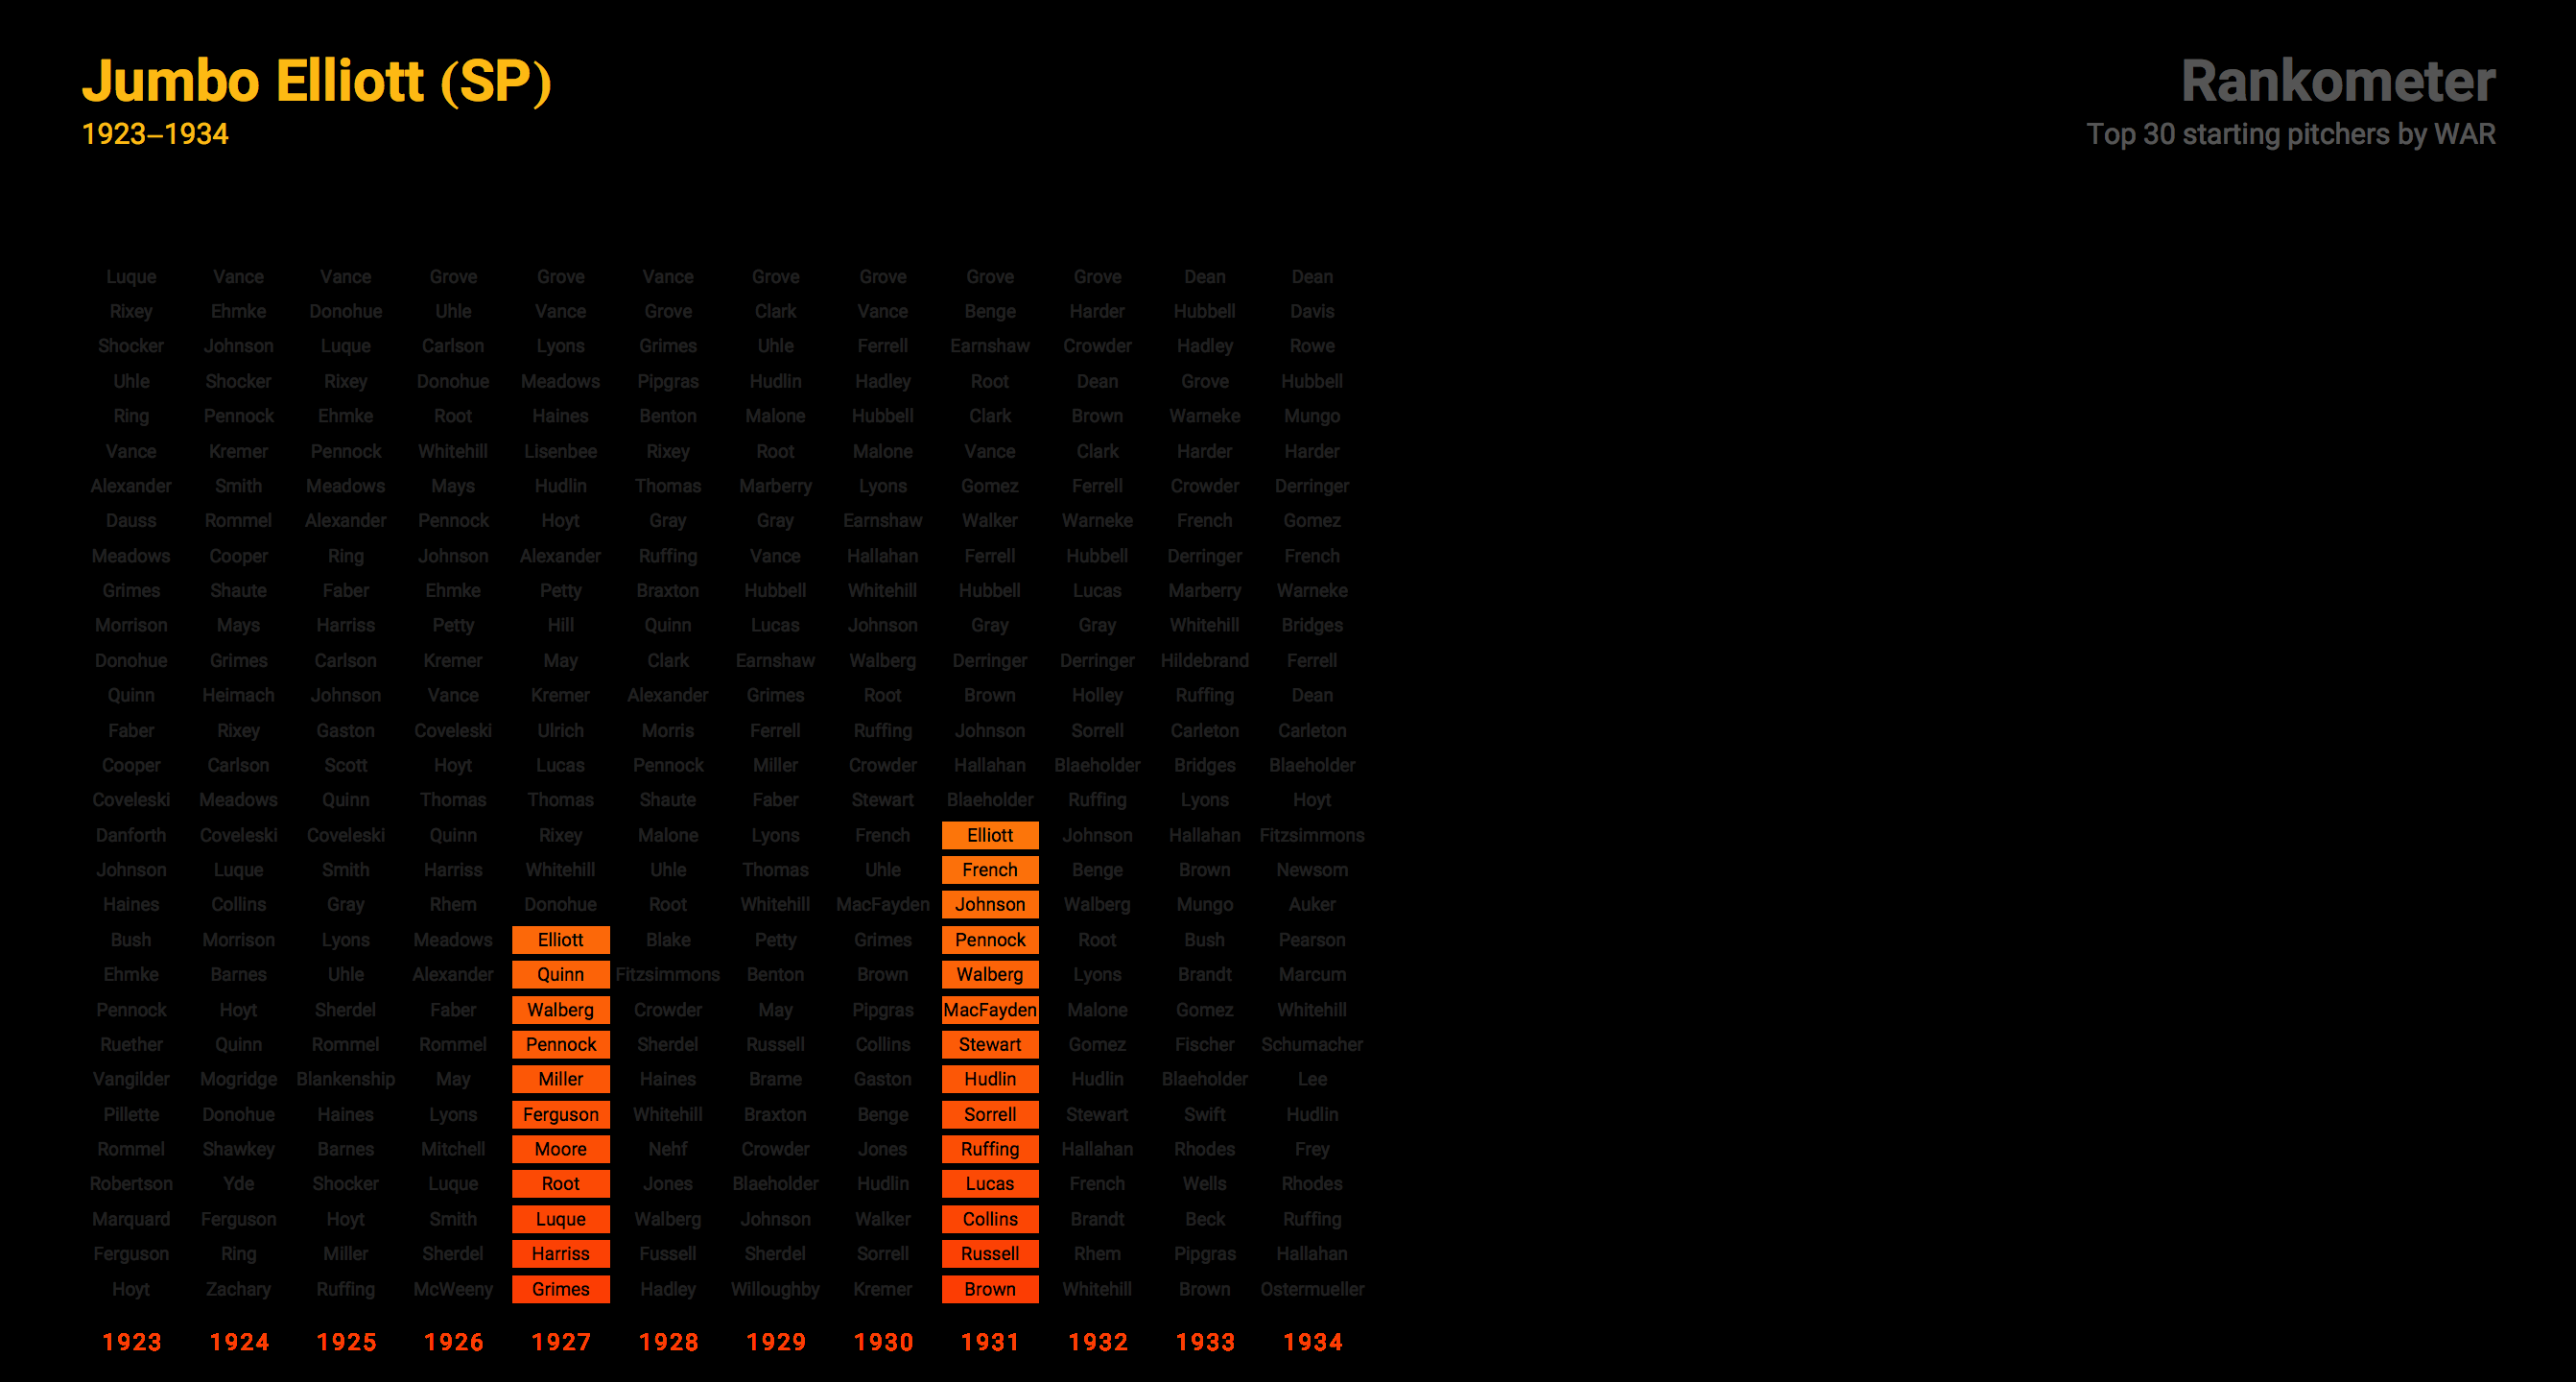 Jumbo Elliott (SP)
1923–1934
Rankometer
Top 30 starting pitchers by WAR
Luque Vance Vance Grove Grove Vance Grove Grove Grove Grove Dean Dean
Rixey Ehmke Donohue Uhle Vance Grove Clark Vance Benge Harder Hubbell Davis
Shocker Johnson Luque Carlson Lyons Grimes Uhle Ferrell Earnshaw Crowder Hadley Rowe
Uhle Shocker Rixey Donohue Meadows Pipgras Hudlin Hadley Root Dean Grove Hubbell
Ring Pennock Ehmke Root Haines Benton Malone Hubbell Clark Brown Warneke Mungo
Vance Kremer Pennock Whitehill Lisenbee Rixey Root Malone Vance Clark Harder Harder
Alexander Smith Meadows Mays Hudlin Thomas Marberry Lyons Gomez Ferrell Crowder Derringer
Dauss Rommel Alexander Pennock Hoyt Gray Gray Earnshaw Walker Warneke French Gomez
Meadows Cooper Ring Johnson Alexander Ruffing Vance Hallahan Ferrell Hubbell Derringer French
Grimes Shaute Faber Ehmke Petty Braxton Hubbell Whitehill Hubbell Lucas Marberry Warneke
Morrison Mays Harriss Petty Hill Quinn Lucas Johnson Gray Gray Whitehill Bridges
Donohue Grimes Carlson Kremer May Clark Earnshaw Walberg Derringer Derringer Hildebrand Ferrell
Quinn Heimach Johnson Vance Kremer Alexander Grimes Root Brown Holley Ruffing Dean
Faber Rixey Gaston Coveleski Ulrich Morris Ferrell Ruffing Johnson Sorrell Carleton Carleton
Cooper Carlson Scott Hoyt Lucas Pennock Miller Crowder Hallahan Blaeholder Bridges Blaeholder
Coveleski Meadows Quinn Thomas Thomas Shaute Faber Stewart Blaeholder Ruffing Lyons Hoyt
Danforth Coveleski Coveleski Quinn Rixey Malone Lyons French Elliott Johnson Hallahan Fitzsimmons
Johnson Luque Smith Harriss Whitehill Uhle Thomas Uhle French Benge Brown Newsom
Haines Collins Gray Rhem Donohue Root Whitehill MacFayden Johnson Walberg Mungo Auker
Bush Morrison Lyons Meadows Elliott Blake Petty Grimes Pennock Root Bush Pearson
Ehmke Barnes Uhle Alexander Quinn Fitzsimmons Benton Brown Walberg Lyons Brandt Marcum
Pennock Hoyt Sherdel Faber Walberg Crowder May Pipgras MacFayden Malone Gomez Whitehill
Ruether Quinn Rommel Rommel Pennock Sherdel Russell Collins Stewart Gomez Fischer Schumacher
Vangilder Mogridge Blankenship May Miller Haines Brame Gaston Hudlin Hudlin Blaeholder Lee
Pillette Donohue Haines Lyons Ferguson Whitehill Braxton Benge Sorrell Stewart Swift Hudlin
Rommel Shawkey Barnes Mitchell Moore Nehf Crowder Jones Ruffing Hallahan Rhodes Frey
Robertson Yde Shocker Luque Root Jones Blaeholder Hudlin Lucas French Wells Rhodes
Marquard Ferguson Hoyt Smith Luque Walberg Johnson Walker Collins Brandt Beck Ruffing
Ferguson Ring Miller Sherdel Harriss Fussell Sherdel Sorrell Russell Rhem Pipgras Hallahan
Hoyt Zachary Ruffing McWeeny Grimes Hadley Willoughby Kremer Brown Whitehill Brown Ostermueller
1923 1924 1925 1926 1927 1928 1929 1930 1931 1932 1933 1934